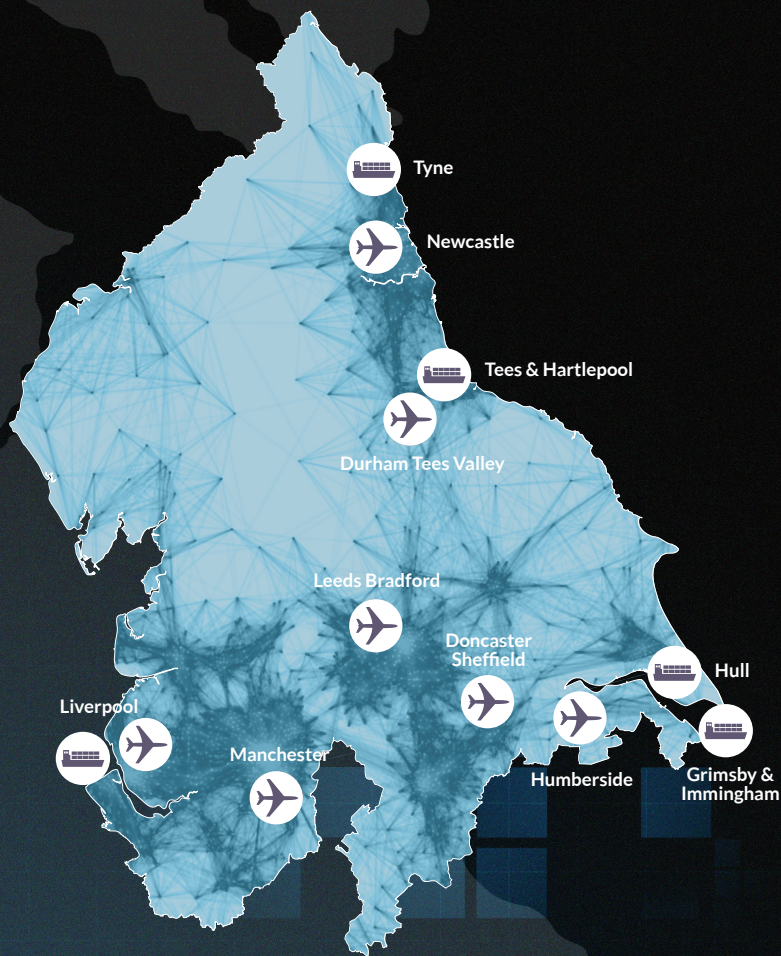 Tyne
Newcastle
Tees & Hartlepool
Durham Tees Valley
Leeds Bradford
Doncaster
Sheffield
Hull
Liverpool
Manchester
Humberside
Grimsby &
Immingham